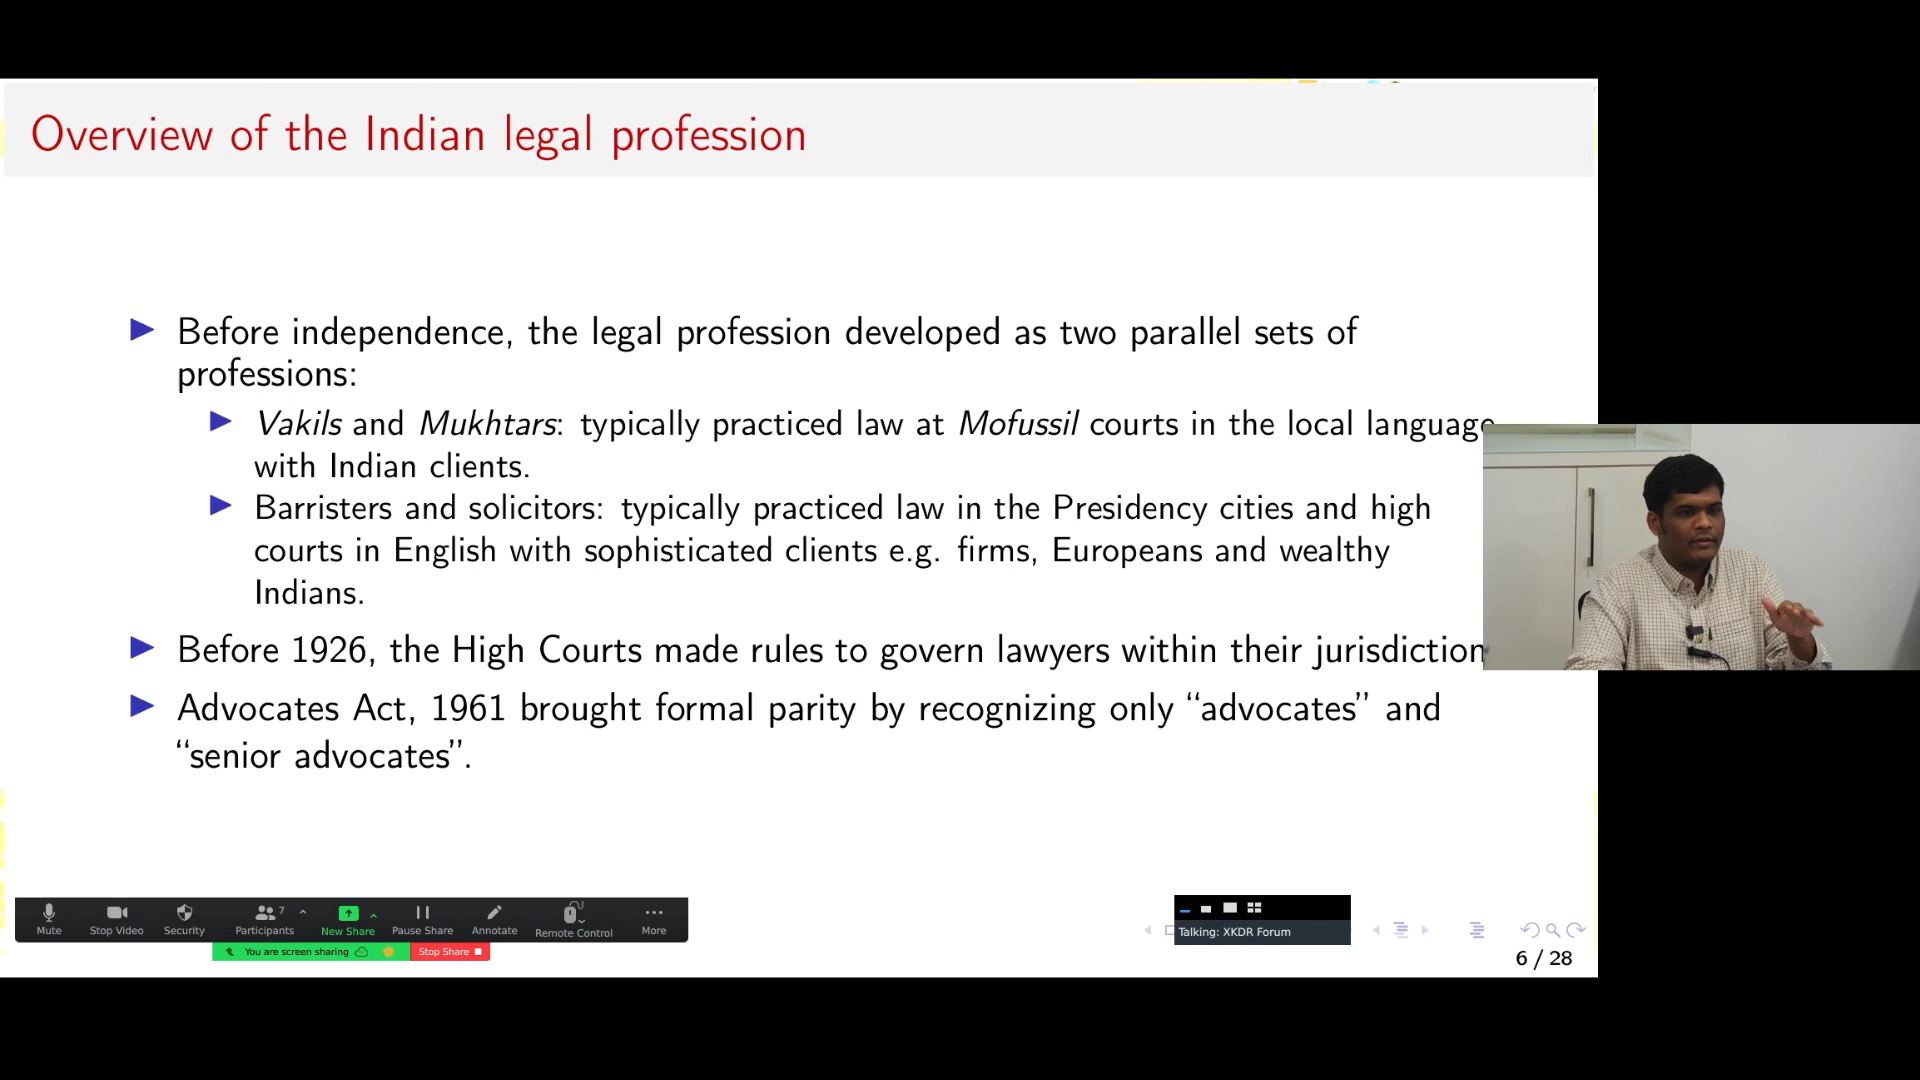 Overview of the Indian legal profession
Before independence, the legal profession developed as two parallel sets of
professions:
Vakils and Mukhtars: typically practiced law at Mofussil courts in the local language
with Indian clients.
Barristers and solicitors: typically practiced law in the Presidency cities and high
courts in English with sophisticated clients e.g. firms, Europeans and wealthy
Indians.
Before 1926, the High Courts made rules to govern lawyers within their jurisdiction
Advocates Act, 1961 brought formal parity by recognizing only “advocates” and
“senior advocates”.
Mute Stop Video Security Participants 7 New Share Pause Share Annotate Remote Control More
You are screen sharing Stop Share
Talking: XKDR Forum
6 / 28